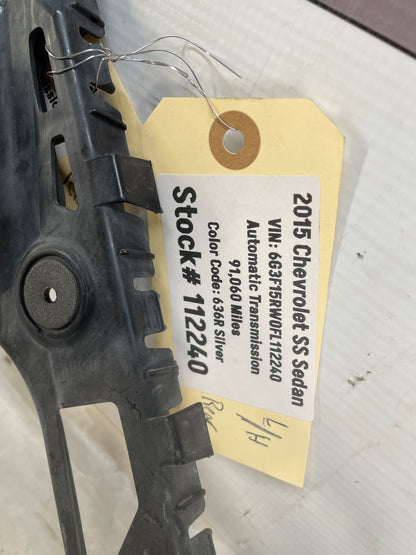 2015 Chevrolet SS Sedan
VIN: 6G3F15RW0FL112240
Automatic Transmission
91,060 Miles
Color Code: 636R Silver
Stock# 112240
L/H